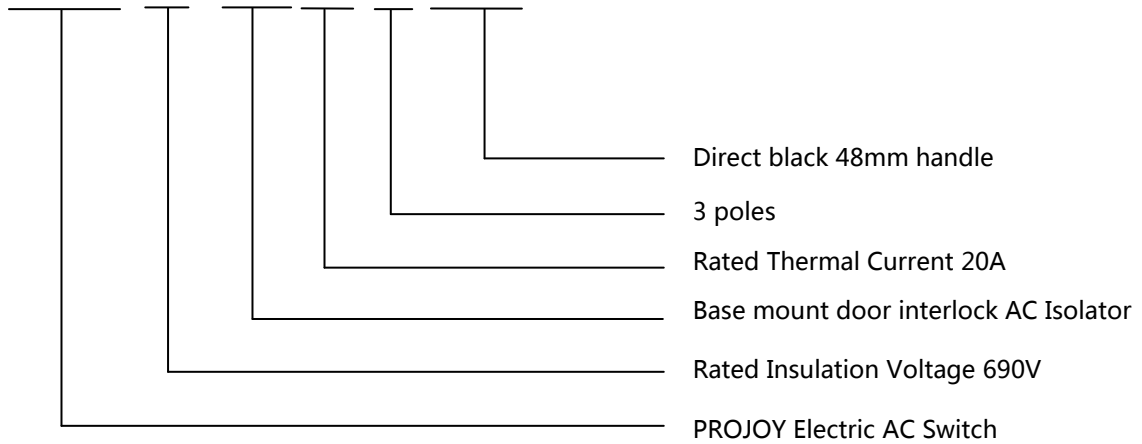 Direct black 48mm handle
3 poles
Rated Thermal Current 20A
Base mount door interlock AC Isolator
Rated Insulation Voltage 690V
PROJOY Electric AC Switch